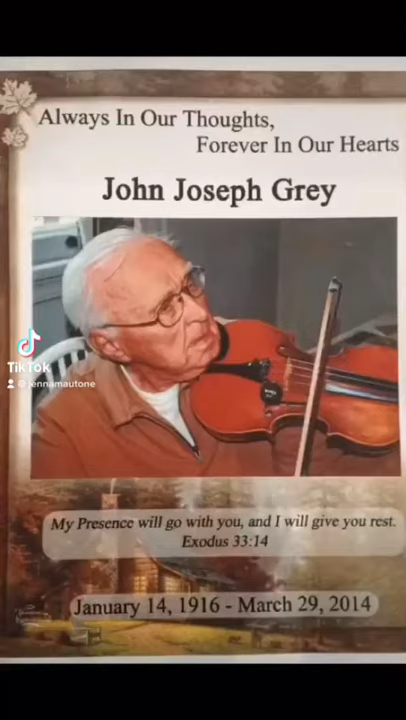 Always In Our Thoughts,
Forever In Our Hearts
John Joseph Grey
TikTok
@jennamautone
My Presence will go with you, and I will give you rest.
Exodus 33:14
January 14, 1916 - March 29, 2014